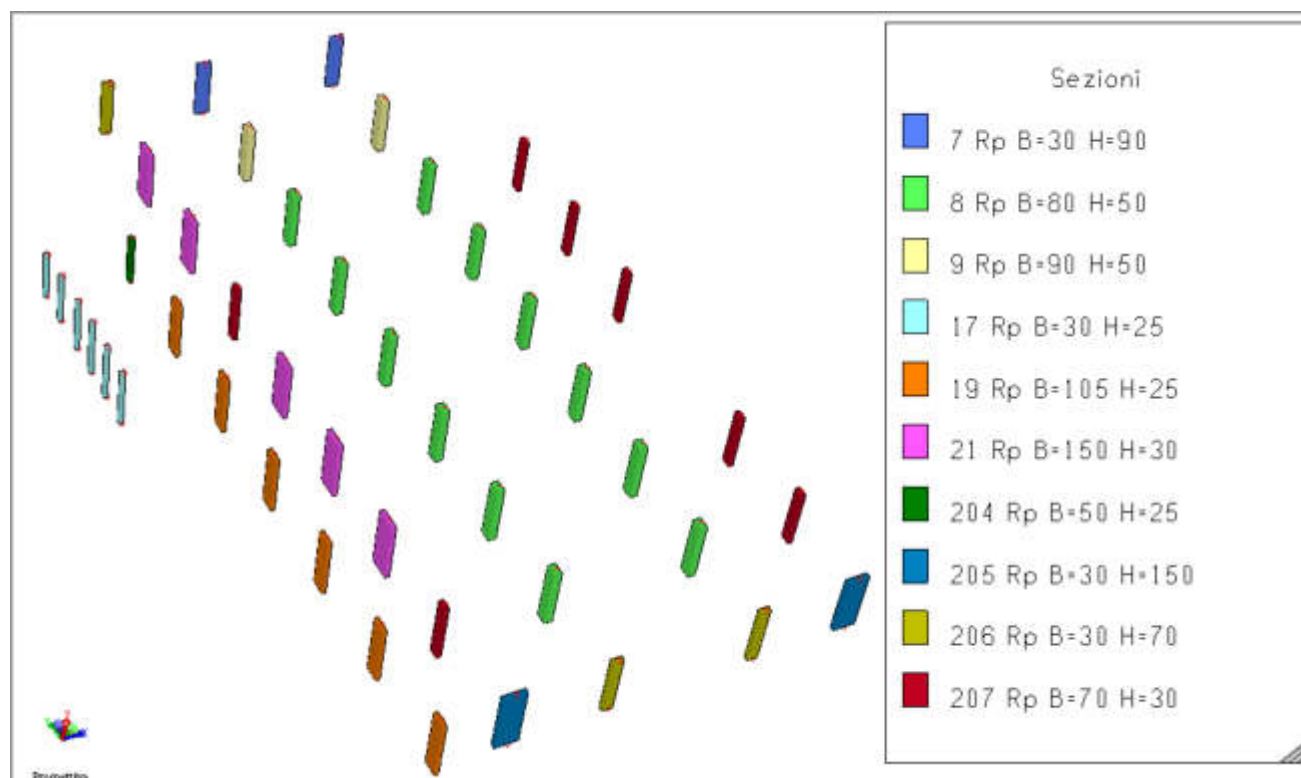 Sezioni
7 Rp B=30 H=90
8 Rp B=80 H=50
9 Rp B=90 H=50
17 Rp B=30 H=25
19 Rp B=105 H=25
21 Rp B=150 H=30
204 Rp B=50 H=25
205 Rp B=30 H=150
206 Rp B=30 H=70
207 Rp B=70 H=30